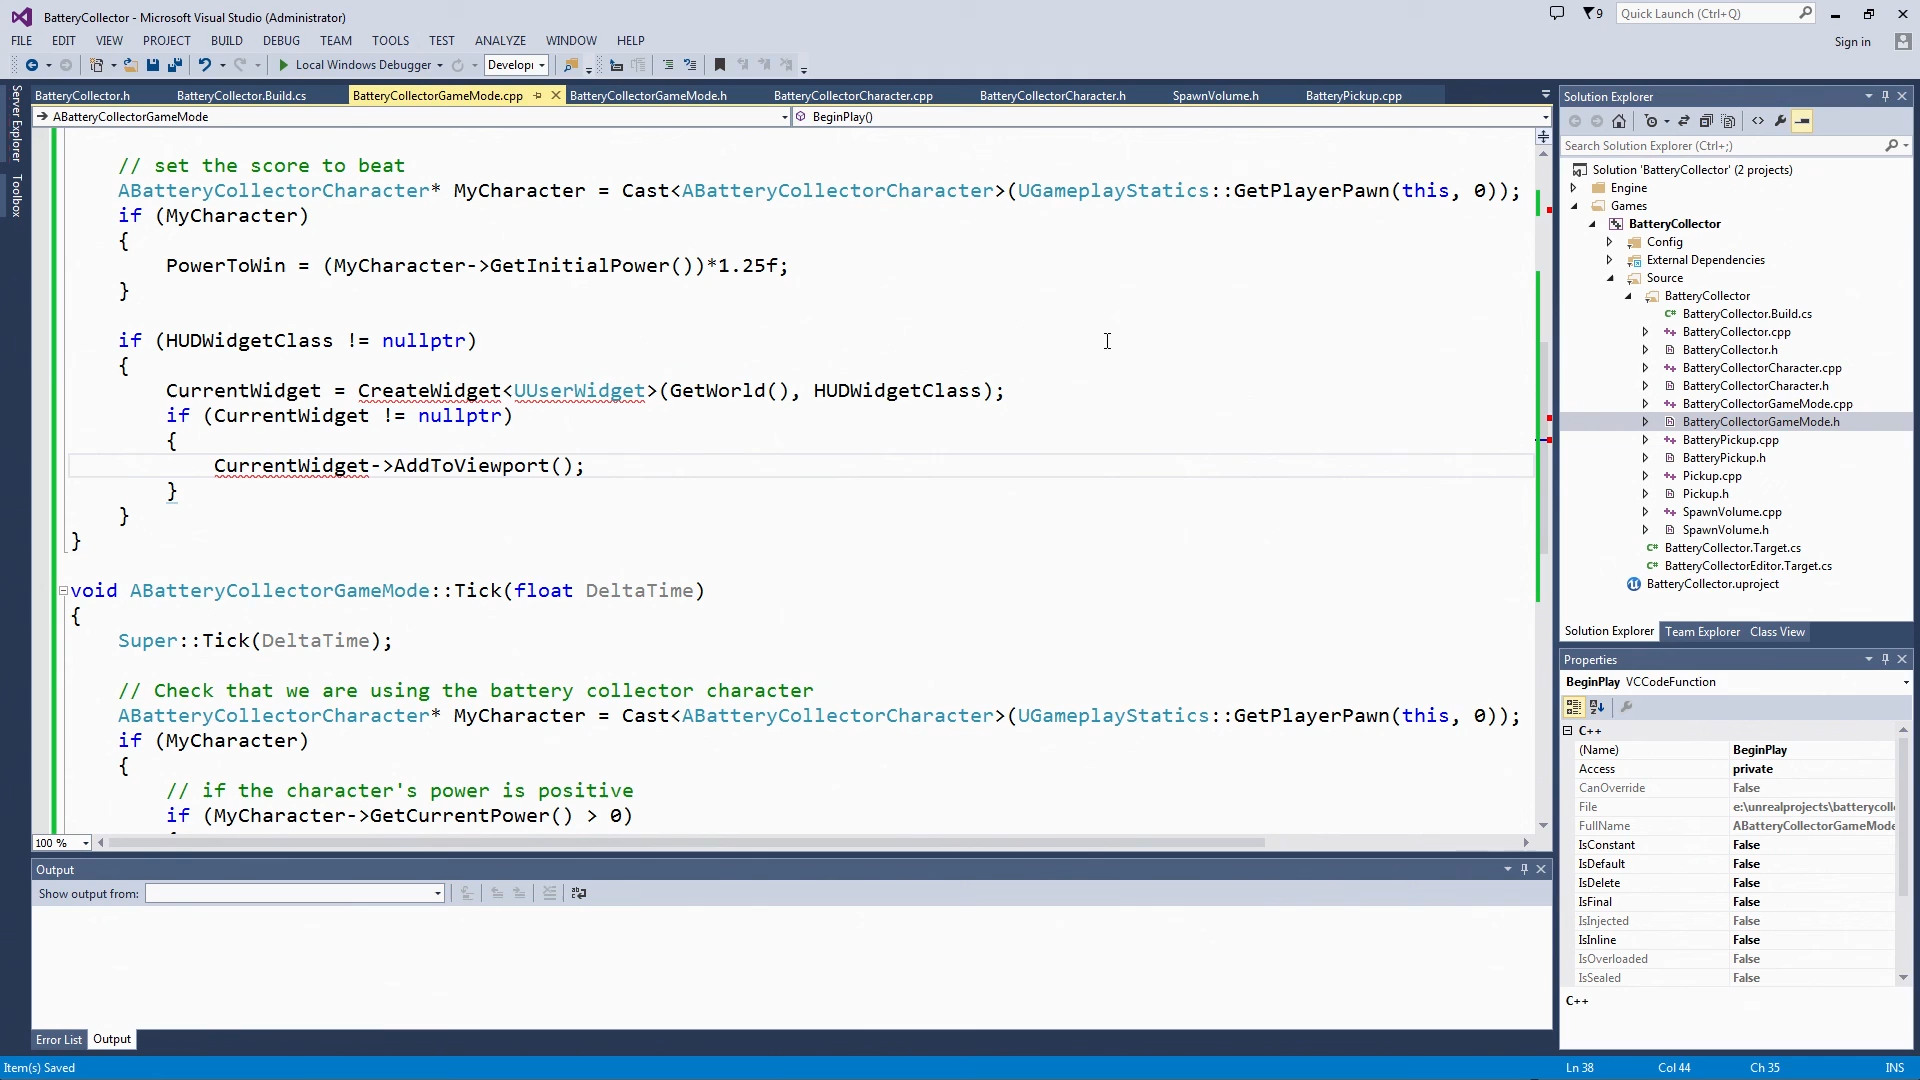 BatteryCollector - Microsoft Visual Studio (Administrator)
9
Quick Launch (Ctrl+Q)
FILE EDIT VIEW PROJECT BUILD DEBUG TEAM TOOLS TEST ANALYZE WINDOW HELP
Sign in
Local Windows Debugger
Develop
Server Explorer
Toolbox
BatteryCollector.h BatteryCollector.Build.cs BatteryCollectorGameMode.cpp BatteryCollectorGameMode.h BatteryCollectorCharacter.cpp BatteryCollectorCharacter.h SpawnVolume.h BatteryPickup.cpp
ABatteryCollectorGameMode
BeginPlay()
// set the score to beat
ABatteryCollectorCharacter* MyCharacter = Cast<ABatteryCollectorCharacter>(UGameplayStatics::GetPlayerPawn(this, 0));
if (MyCharacter)
{
PowerToWin = (MyCharacter->GetInitialPower())*1.25f;
}
if (HUDWidgetClass != nullptr)
{
CurrentWidget = CreateWidget<UUserWidget>(GetWorld(), HUDWidgetClass);
if (CurrentWidget != nullptr)
{
CurrentWidget->AddToViewport();
}
}
}
void ABatteryCollectorGameMode::Tick(float DeltaTime)
{
Super::Tick(DeltaTime);
// Check that we are using the battery collector character
ABatteryCollectorCharacter* MyCharacter = Cast<ABatteryCollectorCharacter>(UGameplayStatics::GetPlayerPawn(this, 0));
if (MyCharacter)
{
// if the character's power is positive
if (MyCharacter->GetCurrentPower() > 0)
100 %
Output
Show output from:
Error List Output
Solution Explorer
Search Solution Explorer (Ctrl+;)
Solution 'BatteryCollector' (2 projects)
Engine
Games
BatteryCollector
Config
External Dependencies
Source
BatteryCollector
BatteryCollector.Build.cs
BatteryCollector.cpp
BatteryCollector.h
BatteryCollectorCharacter.cpp
BatteryCollectorCharacter.h
BatteryCollectorGameMode.cpp
BatteryCollectorGameMode.h
BatteryPickup.cpp
BatteryPickup.h
Pickup.cpp
Pickup.h
SpawnVolume.cpp
SpawnVolume.h
BatteryCollector.Target.cs
BatteryCollectorEditor.Target.cs
BatteryCollector.uproject
Solution Explorer Team Explorer Class View
Properties
BeginPlay VCCodeFunction
C++
(Name) BeginPlay
Access private
CanOverride False
File e:\unrealprojects\batterycoll
FullName ABatteryCollectorGameMode
IsConstant False
IsDefault False
IsDelete False
IsFinal False
IsInjected False
IsInline False
IsOverloaded False
IsSealed False
C++
Item(s) Saved
Ln 38 Col 44 Ch 35 INS